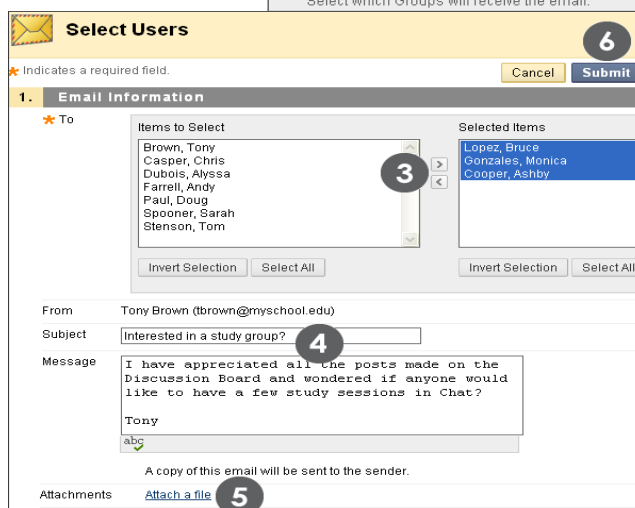 Select which Groups will receive the email.
Select Users
6
* Indicates a required field.
Cancel Submit
1. Email Information
* To
Items to Select
Selected Items
Brown, Tony
Casper, Chris
Dubois, Alyssa
Farrell, Andy
Paul, Doug
Spooner, Sarah
Stenson, Tom
3
>
<
Lopez, Bruce
Gonzales, Monica
Cooper, Ashby
Invert Selection Select All
Invert Selection Select All
From Tony Brown (tbrown@myschool.edu)
Subject Interested in a study group?
4
Message
I have appreciated all the posts made on the
Discussion Board and wondered if anyone would
like to have a few study sessions in Chat?
Tony
abc
A copy of this email will be sent to the sender.
Attachments Attach a file 5